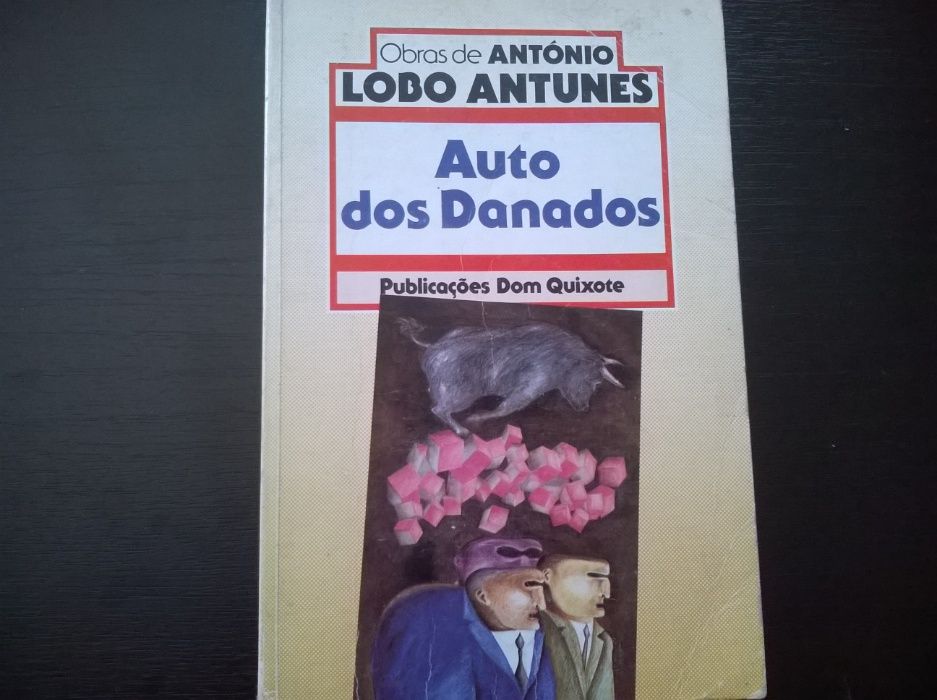 Obras de ANTÓNIO
LOBO ANTUNES
Auto
dos Danados
Publicações Dom Quixote